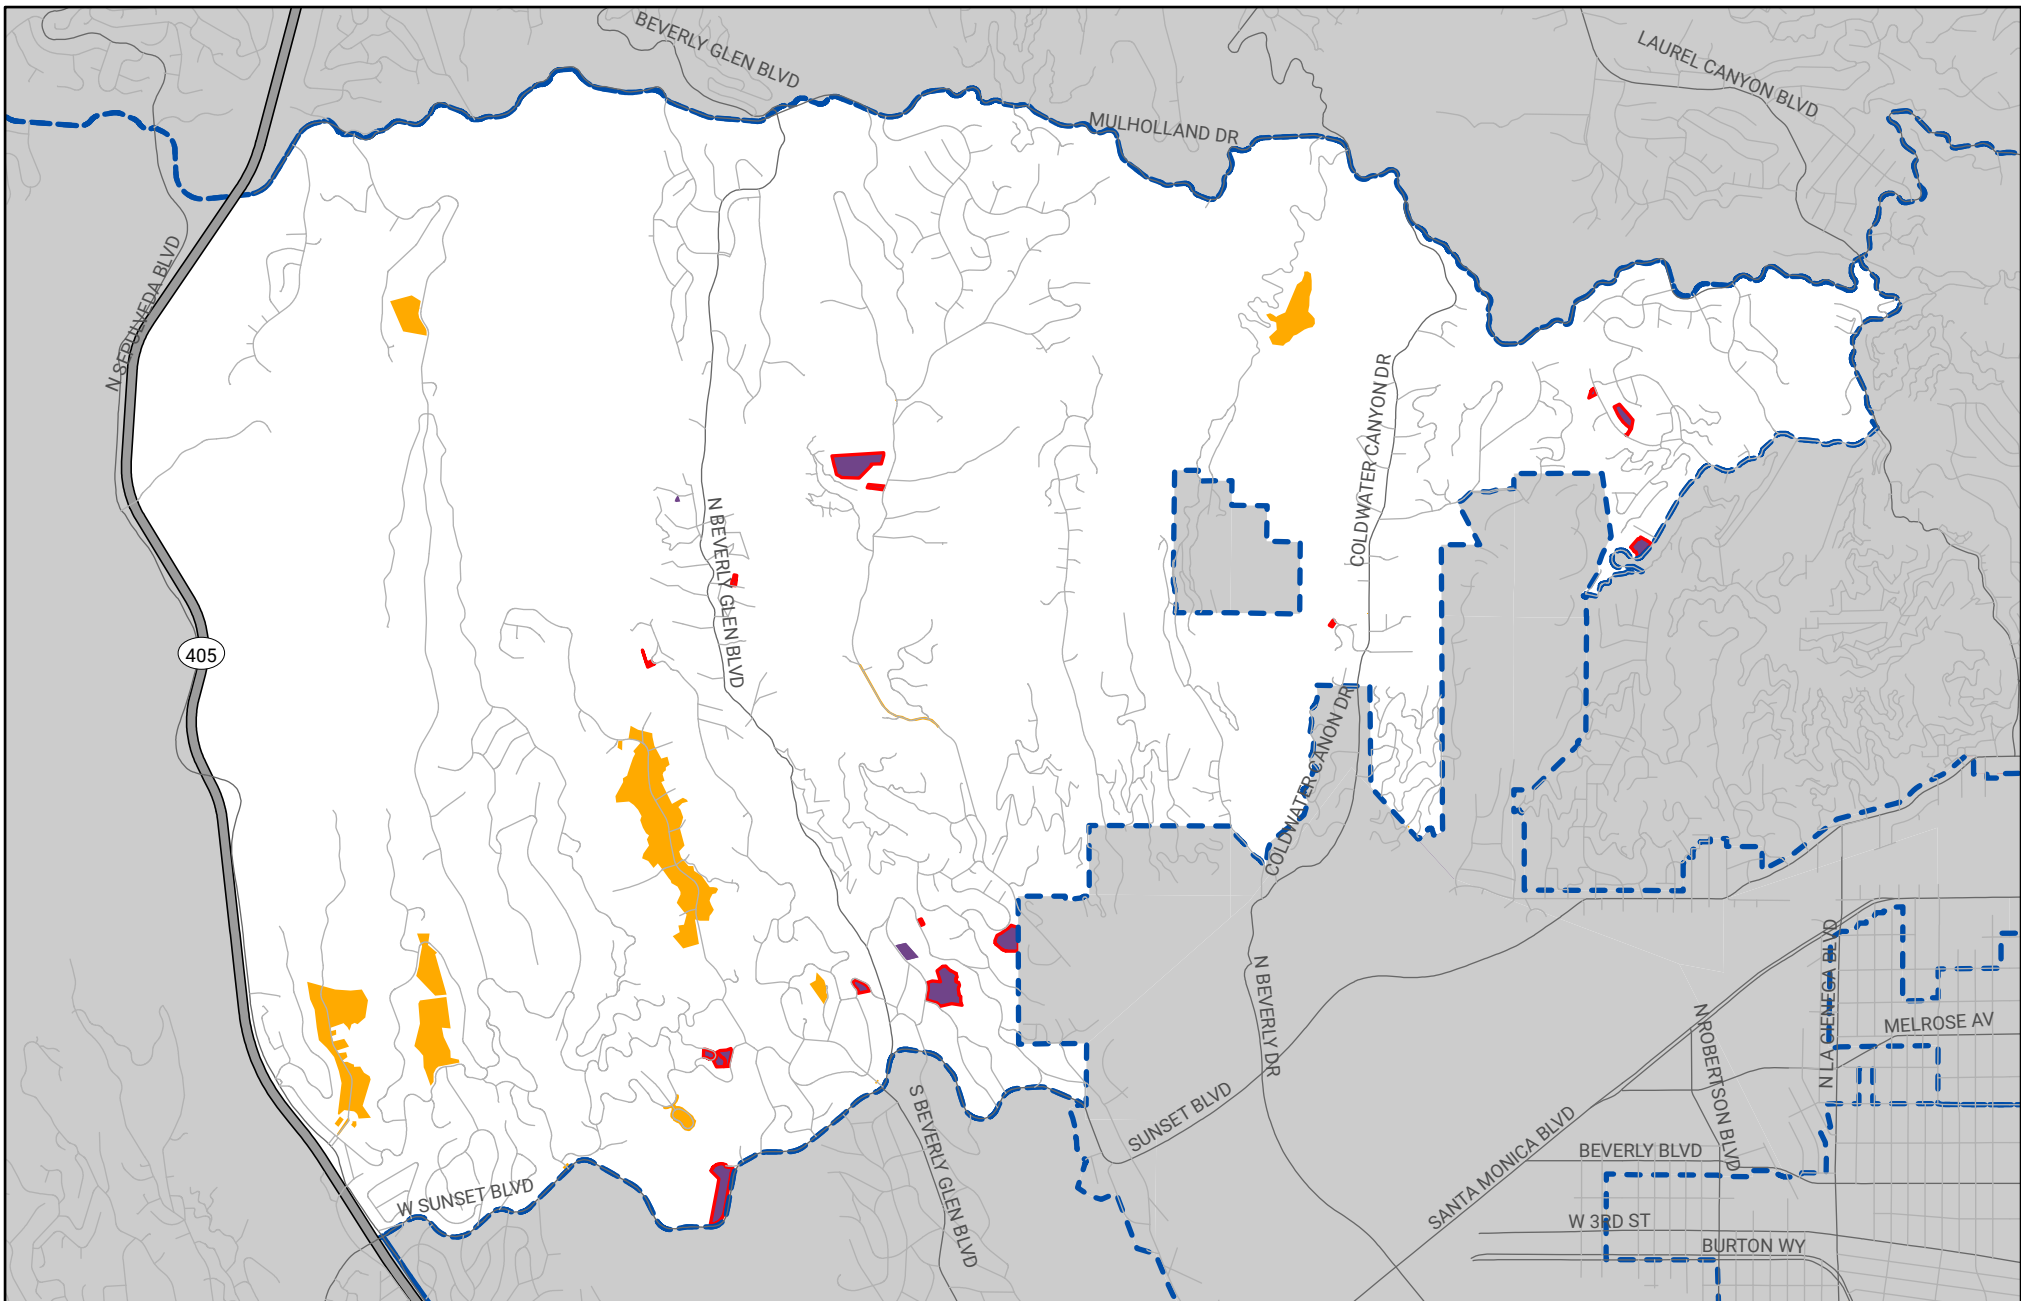 BEVERLY GLEN BLVD
LAUREL CANYON BLVD
MULHOLLAND DR
N SEPULVEDA BLVD
COLDWATER CANYON DR
N BEVERLY GLEN BLVD
405
COLDWATER CANON DR
N BEVERLY DR
N LA CIENEGA BLVD
MELROSE AV
N ROBERTSON BLVD
SUNSET BLVD
S BEVERLY GLEN BLVD
SANTA MONICA BLVD
BEVERLY BLVD
W SUNSET BLVD
W 3RD ST
BURTON WY